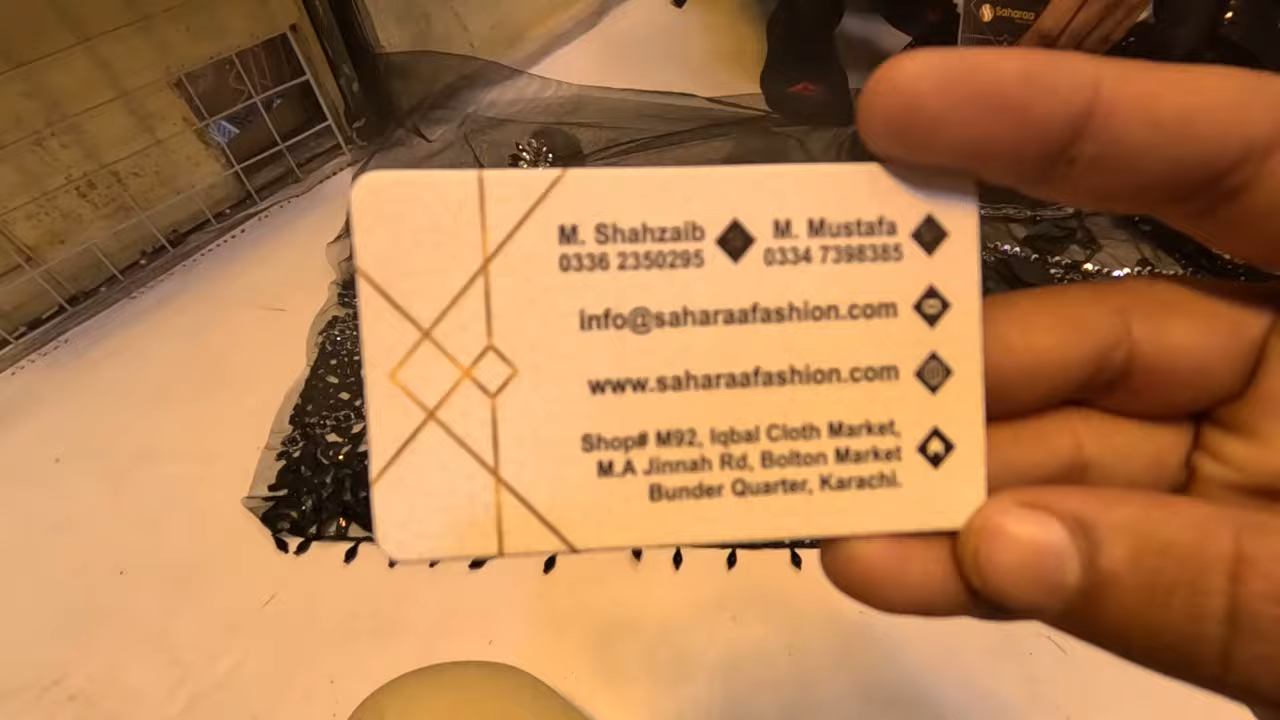 Saharaa
M. Shahzaib M. Mustafa
0336 2350295 0334 7398385
info@saharaafashion.com
www.saharaafashion.com
Shop# M92, Iqbal Cloth Market,
M.A Jinnah Rd, Bolton Market
Bunder Quarter, Karachi.